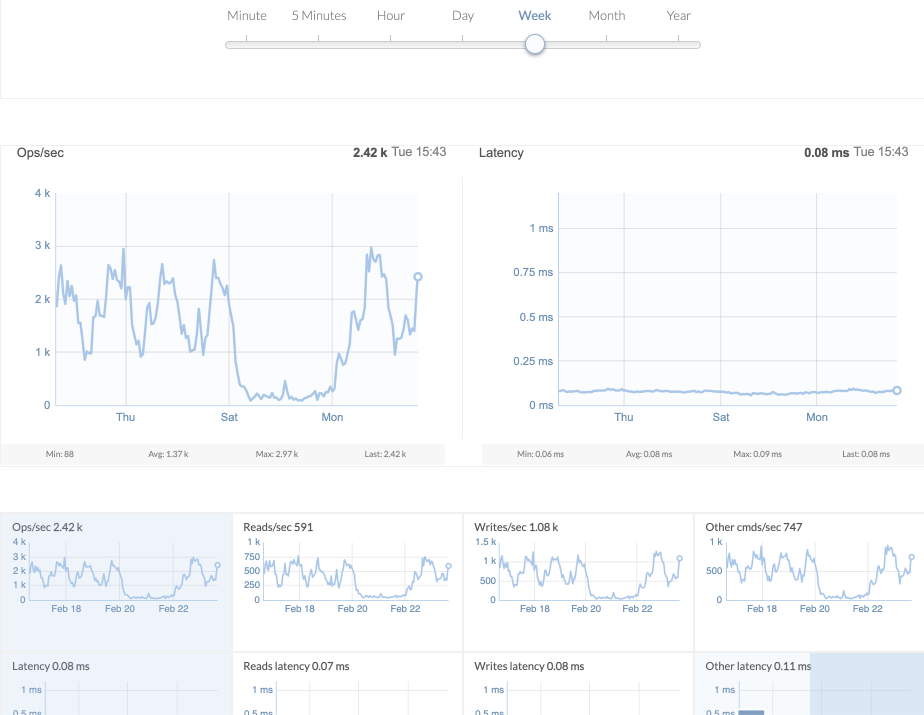 Minute 5 Minutes Hour Day Week Month Year
Ops/sec 2.42 k Tue 15:43
4 k
3 k
2 k
1 k
0
Thu Sat Mon
Min: 88 Avg: 1.37 k Max: 2.97 k Last: 2.42 k
Latency 0.08 ms Tue 15:43
1 ms
0.75 ms
0.5 ms
0.25 ms
0 ms
Thu Sat Mon
Min: 0.06 ms Avg: 0.08 ms Max: 0.09 ms Last: 0.08 ms
Ops/sec 2.42 k
4 k
3 k
2 k
1 k
0
Feb 18 Feb 20 Feb 22
Reads/sec 591
1 k
750
500
250
0
Feb 18 Feb 20 Feb 22
Writes/sec 1.08 k
1.5 k
1 k
500
0
Feb 18 Feb 20 Feb 22
Other cmds/sec 747
1 k
500
0
Feb 18 Feb 20 Feb 22
Latency 0.08 ms
1 ms
0.5 ms
Reads latency 0.07 ms
1 ms
0.5 ms
Writes latency 0.08 ms
1 ms
0.5 ms
Other latency 0.11 ms
1 ms
0.5 ms